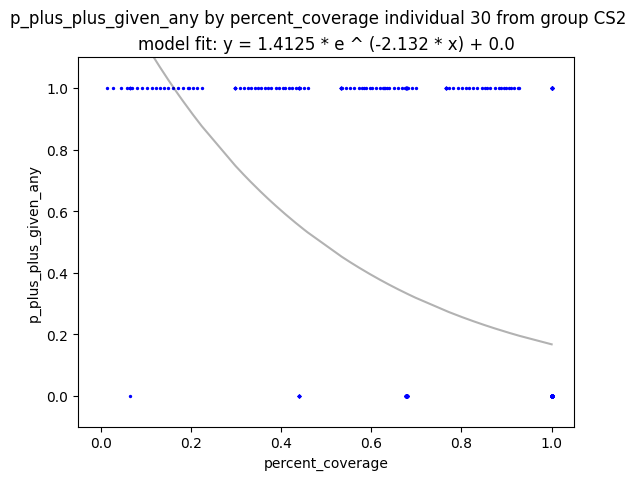 p_plus_plus_given_any by percent_coverage individual 30 from group CS2
model fit: y = 1.4125 * e ^ (-2.132 * x) + 0.0
1.0
0.8
0.6
0.4
0.2
0.0
p_plus_plus_given_any
0.0 0.2 0.4 0.6 0.8 1.0
percent_coverage